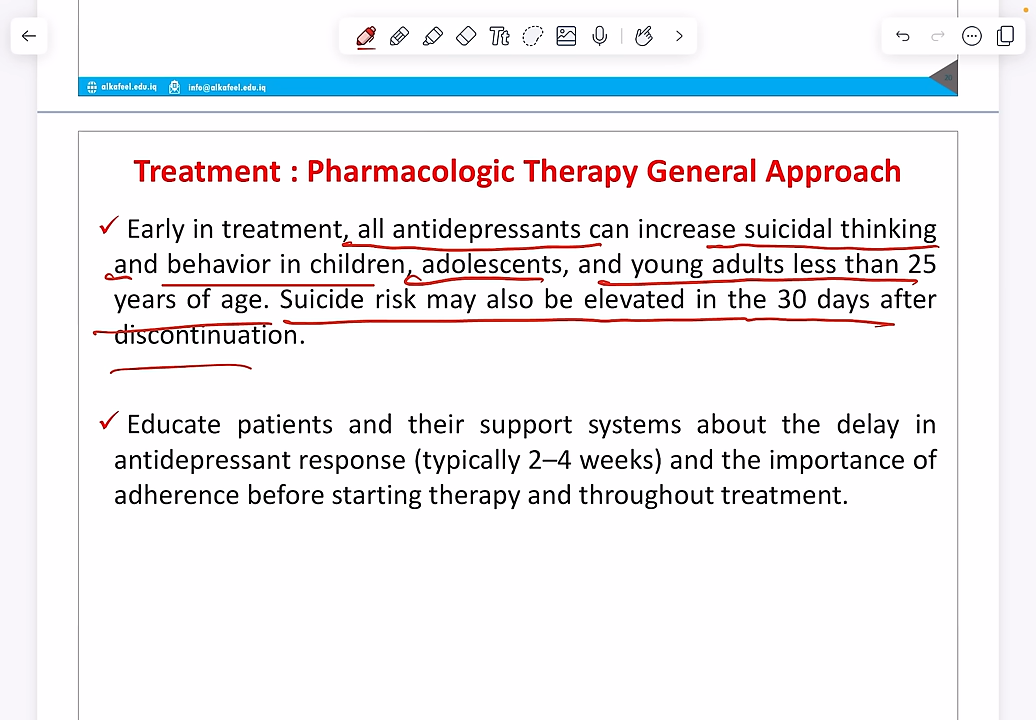 Tt
alkafeel.edu.iq info@alkafeel.edu.iq 20
Treatment : Pharmacologic Therapy General Approach
Early in treatment, all antidepressants can increase suicidal thinking
and behavior in children, adolescents, and young adults less than 25
years of age. Suicide risk may also be elevated in the 30 days after
discontinuation.
Educate patients and their support systems about the delay in
antidepressant response (typically 2–4 weeks) and the importance of
adherence before starting therapy and throughout treatment.